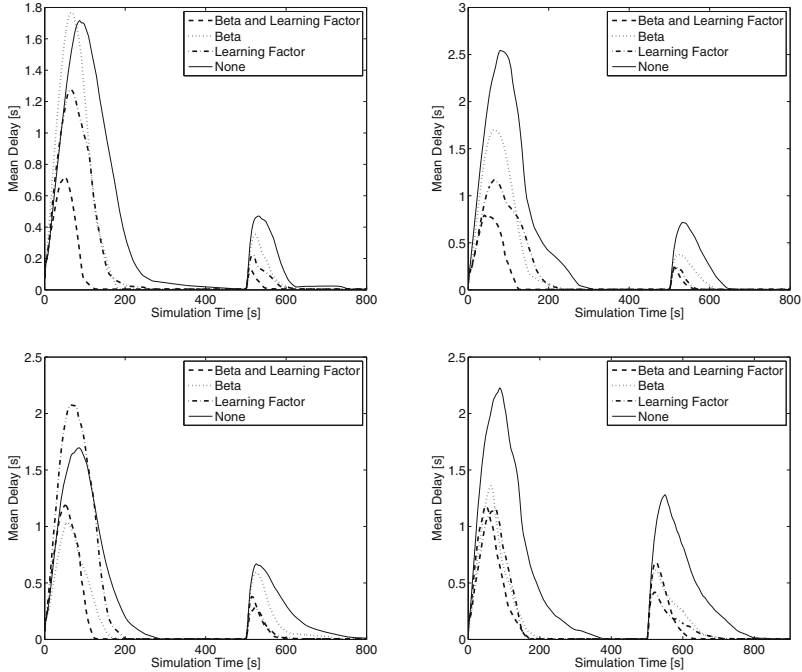 1.8
1.6
1.4
1.2
1
0.8
0.6
0.4
0.2
0
Mean Delay [s]
Beta and Learning Factor
Beta
Learning Factor
None
0 200 400 600 800
Simulation Time [s]
3
2.5
2
1.5
1
0.5
0
Mean Delay [s]
Beta and Learning Factor
Beta
Learning Factor
None
0 200 400 600 800
Simulation Time [s]
2.5
2
1.5
1
0.5
0
Mean Delay [s]
Beta and Learning Factor
Beta
Learning Factor
None
0 200 400 600 800
Simulation Time [s]
2.5
2
1.5
1
0.5
0
Mean Delay [s]
Beta and Learning Factor
Beta
Learning Factor
None
0 200 400 600 800
Simulation Time [s]